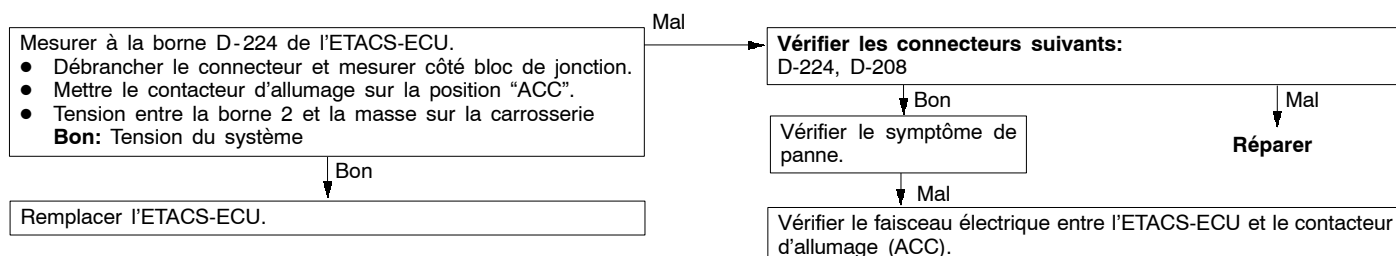 Mesurer à la borne D-224 de l'ETACS-ECU.
● Débrancher le connecteur et mesurer côté bloc de jonction.
● Mettre le contacteur d'allumage sur la position “ACC”.
● Tension entre la borne 2 et la masse sur la carrosserie
Bon: Tension du système
Mal
Bon
Remplacer l'ETACS-ECU.
Vérifier les connecteurs suivants:
D-224, D-208
Bon
Mal
Vérifier le symptôme de
panne.
Réparer
Mal
Vérifier le faisceau électrique entre l'ETACS-ECU et le contacteur
d'allumage (ACC).